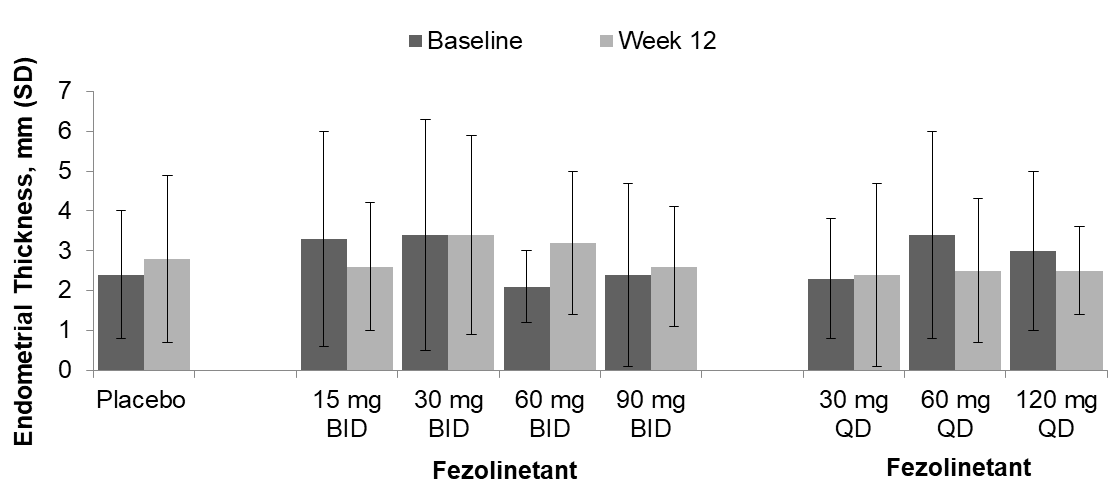 Baseline
Week 12
Endometrial Thickness, mm (SD)
7
6
5
4
3
2
1
0
Placebo
15 mg
BID
30 mg
BID
60 mg
BID
90 mg
BID
30 mg
QD
60 mg
QD
120 mg
QD
Fezolinetant
Fezolinetant